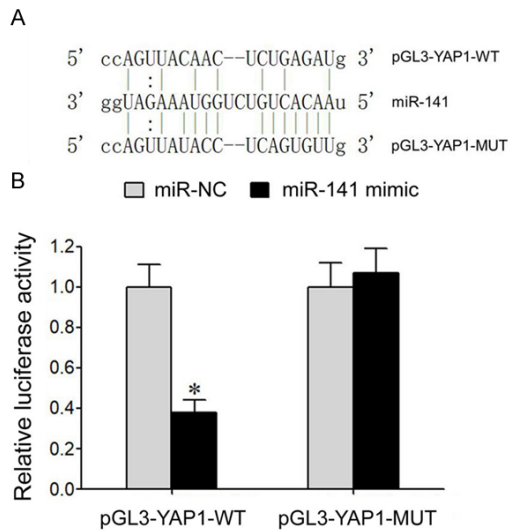 A
5' ccAGUUACAAC--UCUGAGAUg 3' pGL3-YAP1-WT
3' ggUAGAAAUGGUCUGUCACAAu 5' miR-141
5' ccAGUUAUACC--UCAGUGUUg 3' pGL3-YAP1-MUT
B
miR-NC miR-141 mimic
Relative luciferase activity
1.2
1.0
0.8
0.6
0.4
0.2
0.0
*
pGL3-YAP1-WT pGL3-YAP1-MUT